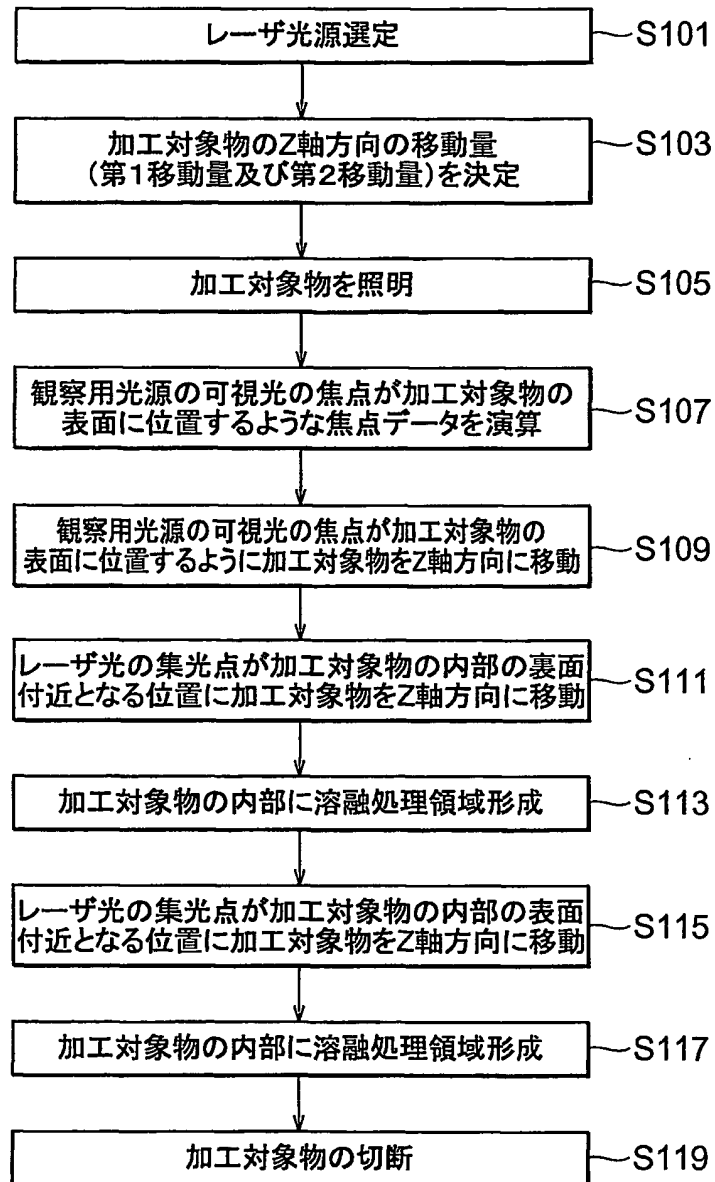 レーザ光源選定
S101
加工対象物のZ軸方向の移動量
(第1移動量及び第2移動量)を決定
S103
加工対象物を照明
S105
観察用光源の可視光の焦点が加工対象物の
表面に位置するような焦点データを演算
S107
観察用光源の可視光の焦点が加工対象物の
表面に位置するように加工対象物をZ軸方向に移動
S109
レーザ光の集光点が加工対象物の内部の裏面
付近となる位置に加工対象物をZ軸方向に移動
S111
加工対象物の内部に溶融処理領域形成
S113
レーザ光の集光点が加工対象物の内部の表面
付近となる位置に加工対象物をZ軸方向に移動
S115
加工対象物の内部に溶融処理領域形成
S117
加工対象物の切断
S119